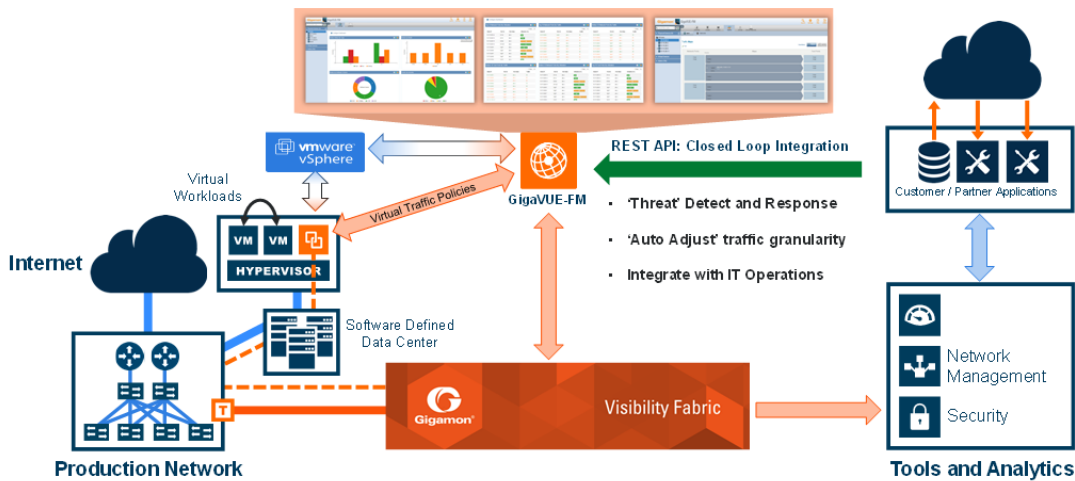 vmware
vSphere
REST API: Closed Loop Integration
Virtual
Workloads
Virtual Traffic Policies
GigaVUE-FM
Customer / Partner Applications
• 'Threat' Detect and Response
• 'Auto Adjust' traffic granularity
• Integrate with IT Operations
VM
VM
HYPERVISOR
Internet
Software Defined
Data Center
Network
Management
Security
T
Gigamon®
Visibility Fabric
Production Network
Tools and Analytics